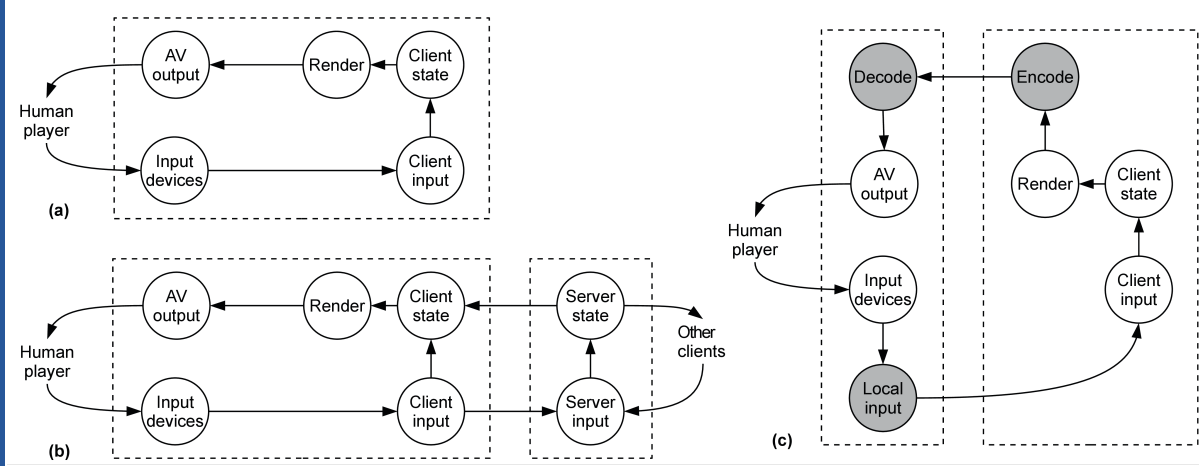 AV
output
Render
Client
state
Human
player
Input
devices
Client
input
(a)
AV
output
Render
Client
state
Server
state
Other
clients
Human
player
Input
devices
Client
input
Server
input
(b)
Decode
Encode
AV
output
Render
Client
state
Human
player
Input
devices
Client
input
Local
input
(c)